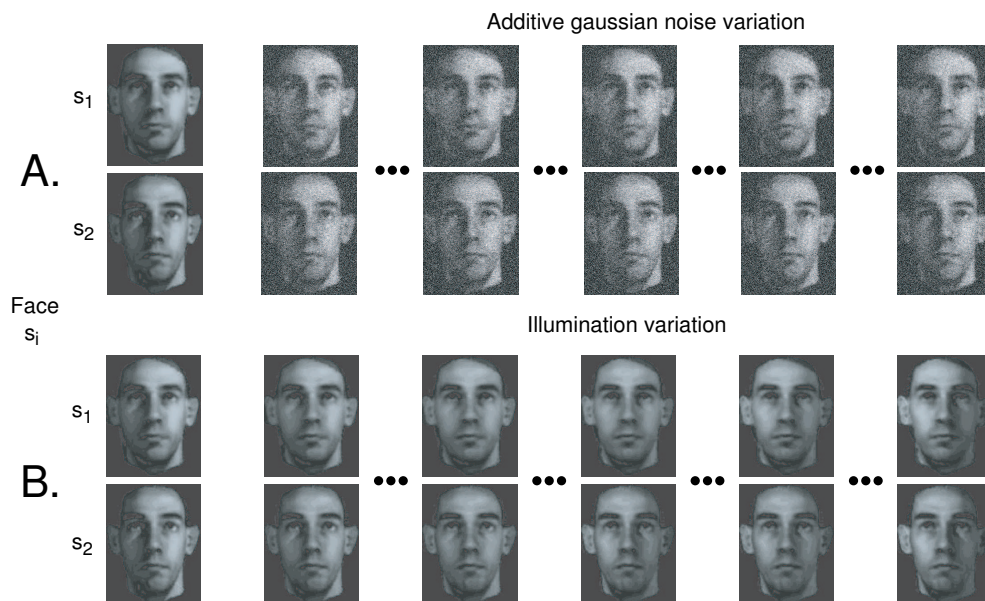 Additive gaussian noise variation
s1
A.
s2
Face
si
Illumination variation
s1
B.
s2